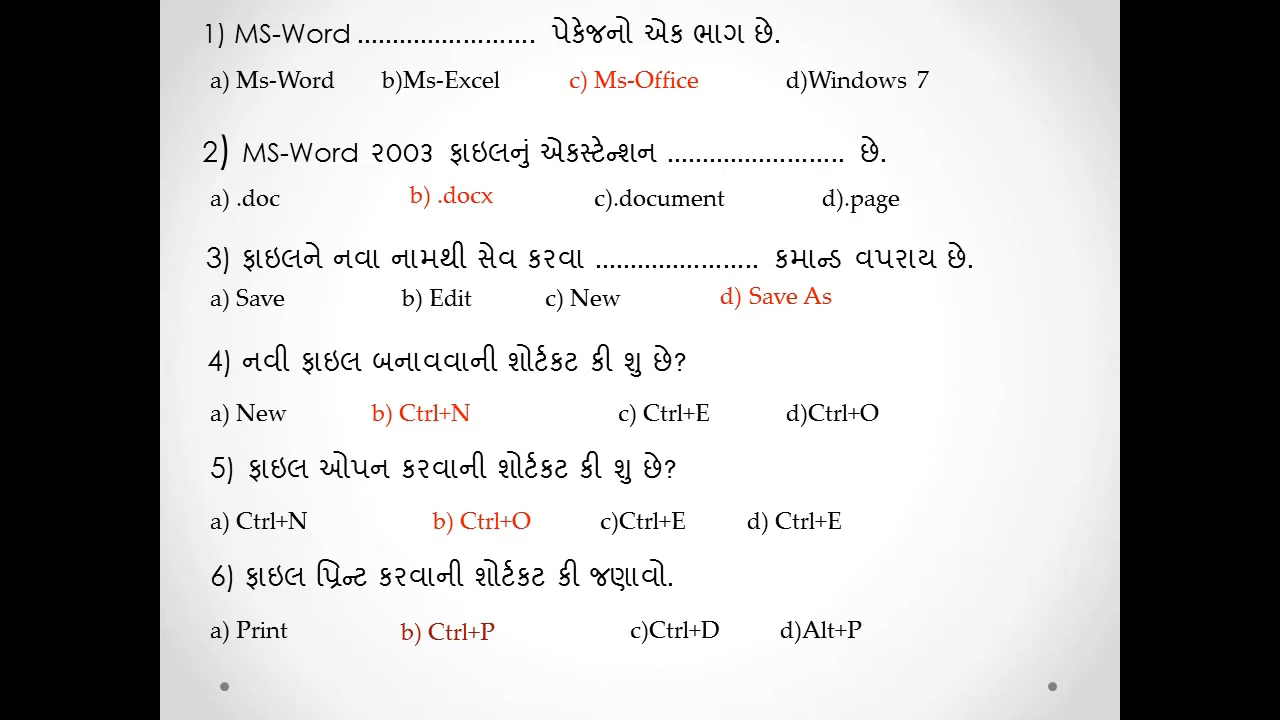 1) MS-Word ......................... પેકેજનો એક ભાગ છે.
a) Ms-Word b)Ms-Excel c) Ms-Office d)Windows 7
2) MS-Word ૨૦૦૩ ફાઇલનું એકસ્ટેન્શન ......................... છે.
a) .doc b) .docx c).document d).page
3) ફાઇલને નવા નામથી સેવ કરવા ....................... કમાન્ડ વપરાય છે.
a) Save b) Edit c) New d) Save As
4) નવી ફાઇલ બનાવવાની શોર્ટકટ કી શુ છે?
a) New b) Ctrl+N c) Ctrl+E d)Ctrl+O
5) ફાઇલ ઓપન કરવાની શોર્ટકટ કી શુ છે?
a) Ctrl+N b) Ctrl+O c)Ctrl+E d) Ctrl+E
6) ફાઇલ પ્રિન્ટ કરવાની શોર્ટકટ કી જણાવો.
a) Print b) Ctrl+P c)Ctrl+D d)Alt+P